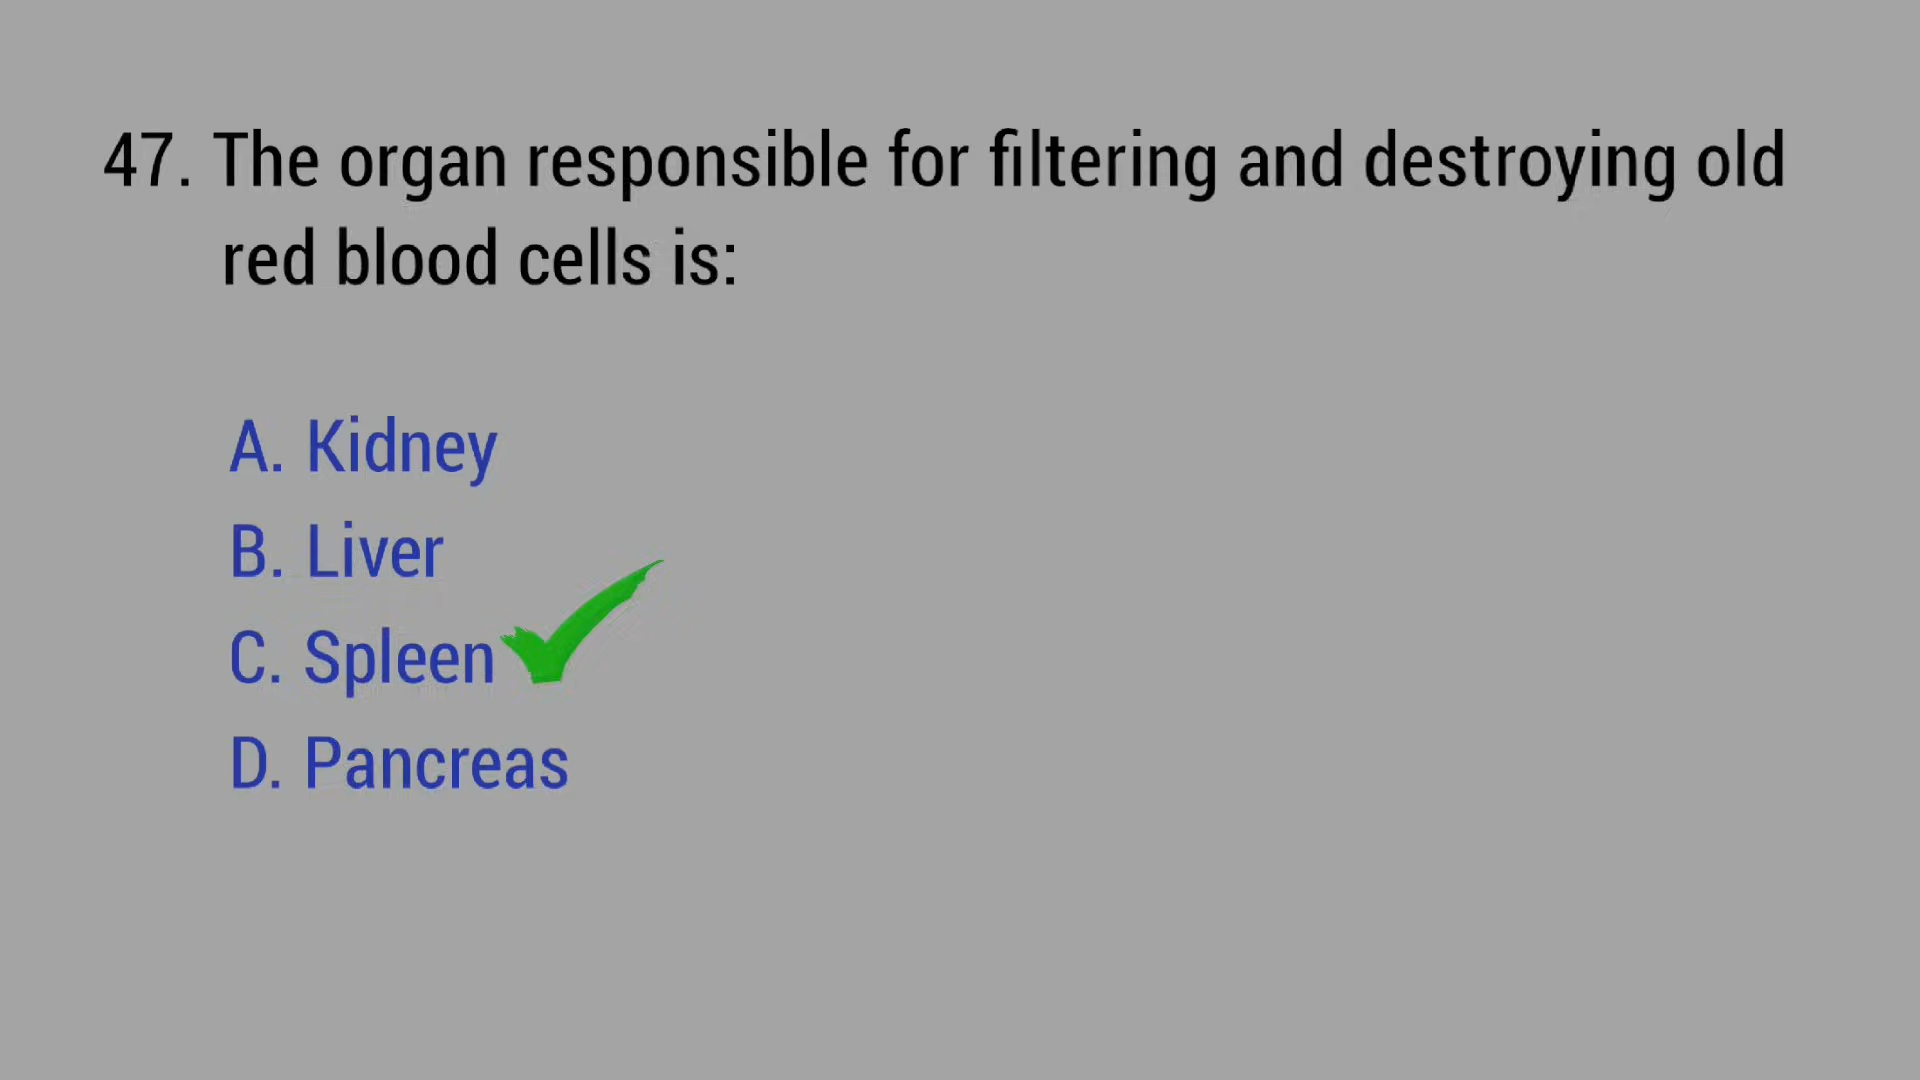 47. The organ responsible for filtering and destroying old
red blood cells is:
A. Kidney
B. Liver
C. Spleen
D. Pancreas